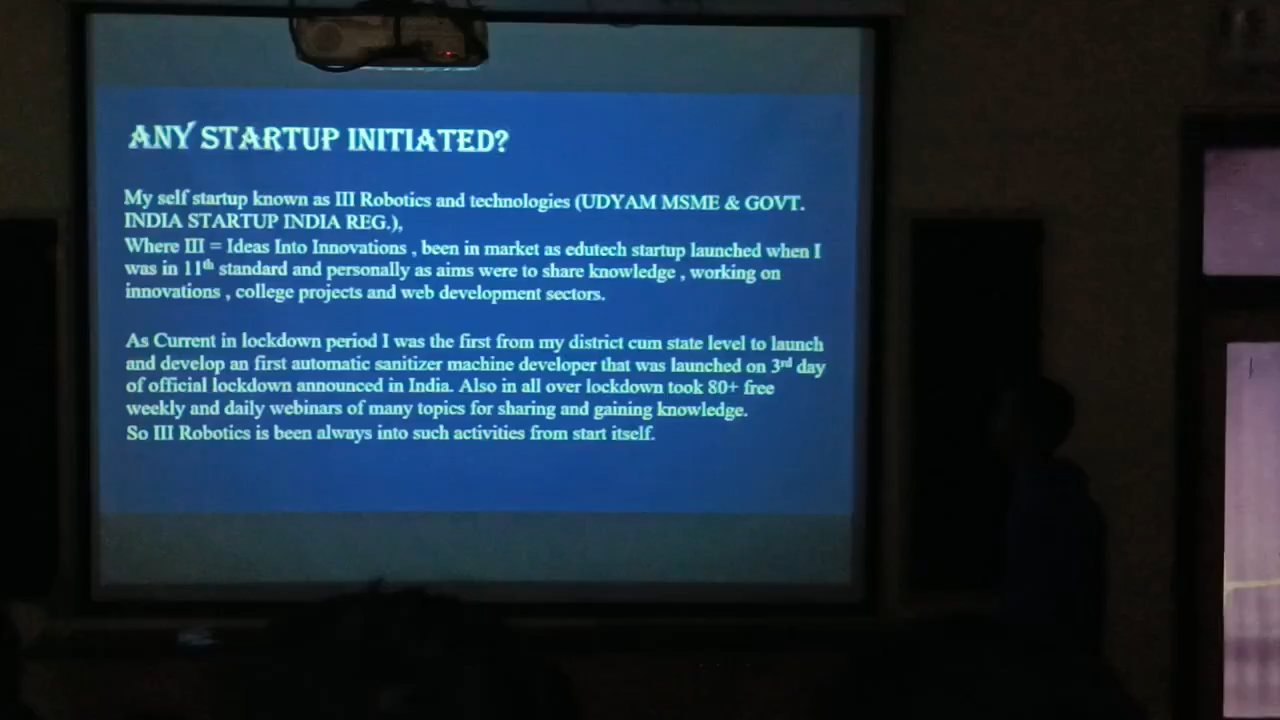 ANY STARTUP INITIATED?
My self startup known as III Robotics and technologies (UDYAM MSME & GOVT.
INDIA STARTUP INDIA REG.),
Where III = Ideas Into Innovations , been in market as edutech startup launched when I
was in 11th standard and personally as aims were to share knowledge , working on
innovations , college projects and web development sectors.
As Current in lockdown period I was the first from my district cum state level to launch
and develop an first automatic sanitizer machine developer that was launched on 3rd day
of official lockdown announced in India. Also in all over lockdown took 80+ free
weekly and daily webinars of many topics for sharing and gaining knowledge.
So III Robotics is been always into such activities from start itself.